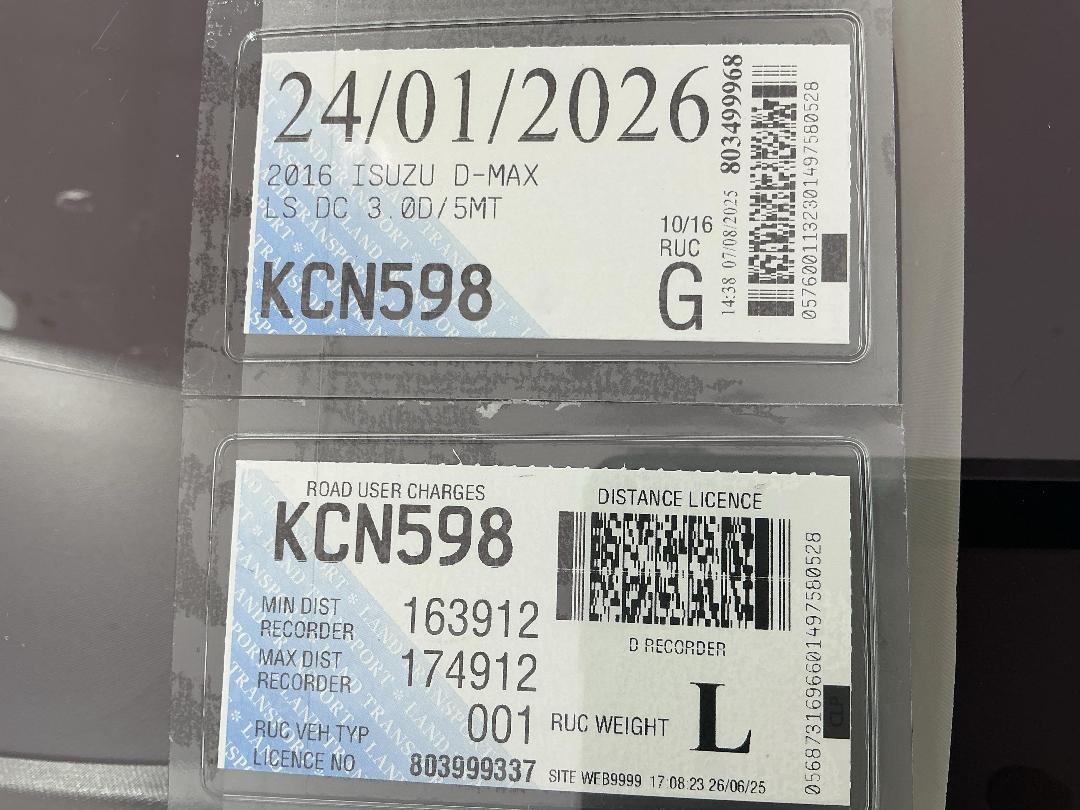 24/01/2026
2016 ISUZU D-MAX
LS DC 3.0D/5MT
10/16
RUC
KCN598
G
14:38 07/08/2025 803499968
0576001132301497580528
ROAD USER CHARGES
KCN598
DISTANCE LICENCE
MIN DIST RECORDER 163912
D RECORDER
MAX DIST RECORDER 174912
RUC VEH TYP 001
RUC WEIGHT L
LICENCE NO 803999337
SITE WEB9999 17:08:23 26/06/25
0568731696601497580528
CLP